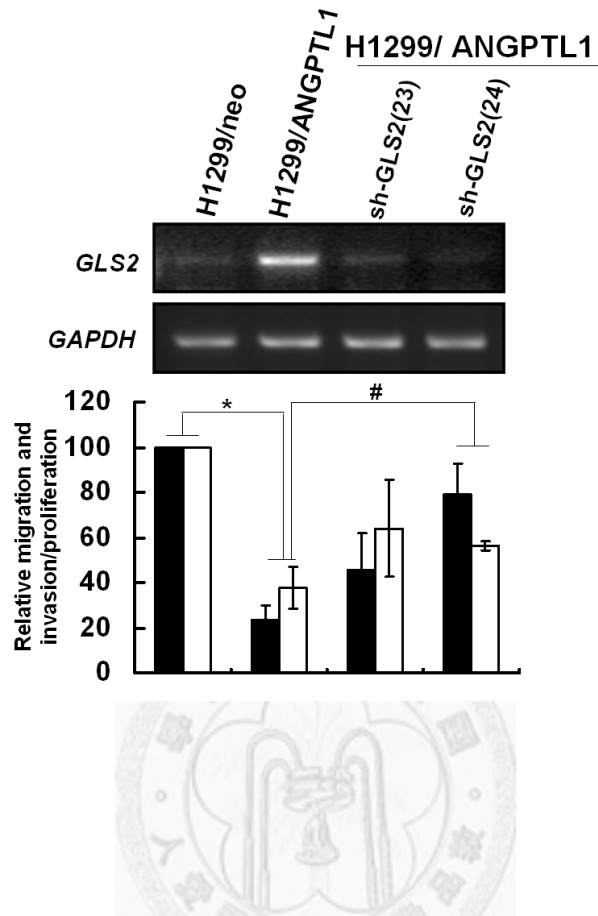 H1299/ ANGPTL1
H1299/neo
H1299/ANGPTL1
sh-GLS2(23)
sh-GLS2(24)
GLS2
GAPDH
Relative migration and
invasion/proliferation
120
100
80
60
40
20
0
*
#